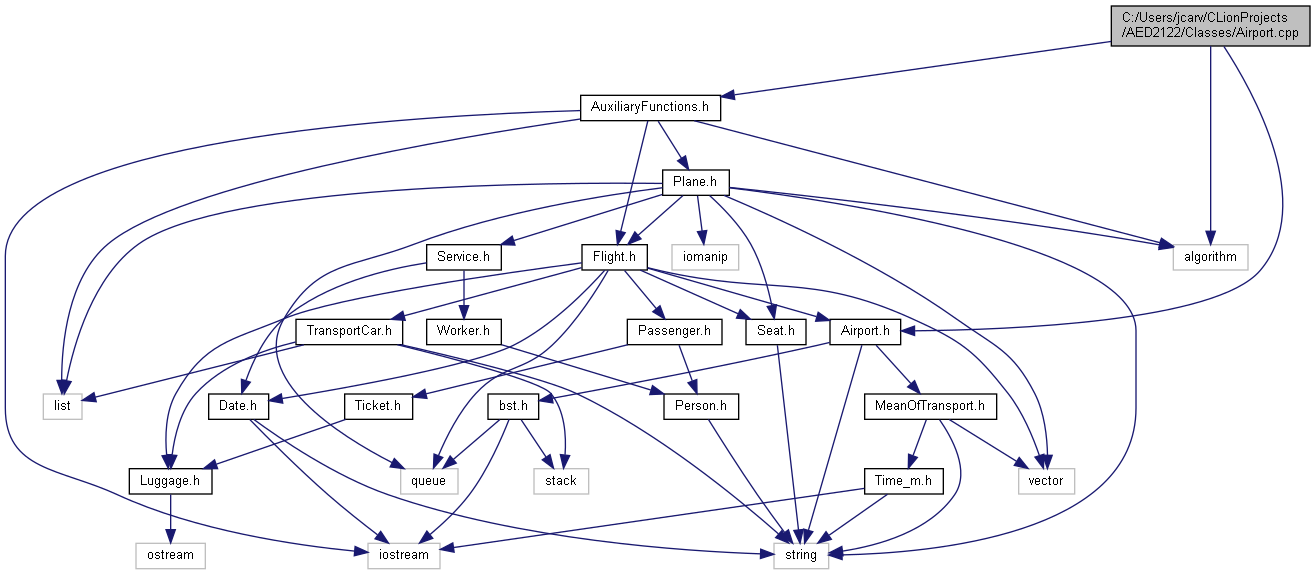 C:/Users/jcarv/CLionProjects
/AED2122/Classes/Airport.cpp
AuxiliaryFunctions.h
Plane.h
Service.h
Flight.h
iomanip
algorithm
TransportCar.h
Worker.h
Passenger.h
Seat.h
Airport.h
list
Date.h
Ticket.h
bst.h
Person.h
MeanOfTransport.h
Luggage.h
queue
stack
Time_m.h
vector
ostream
iostream
string